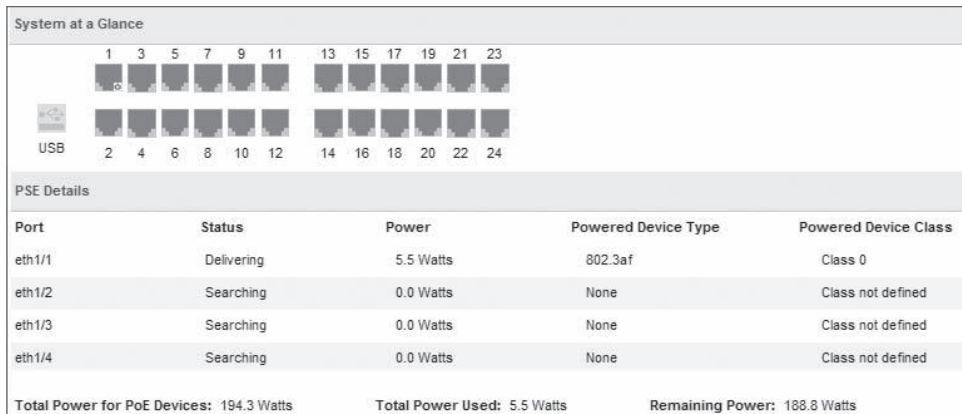 System at a Glance
1 3 5 7 9 11 13 15 17 19 21 23
USB
2 4 6 8 10 12 14 16 18 20 22 24
PSE Details
Port Status Power Powered Device Type Powered Device Class
eth1/1 Delivering 5.5 Watts 802.3af Class 0
eth1/2 Searching 0.0 Watts None Class not defined
eth1/3 Searching 0.0 Watts None Class not defined
eth1/4 Searching 0.0 Watts None Class not defined
Total Power for PoE Devices: 194.3 Watts Total Power Used: 5.5 Watts Remaining Power: 188.8 Watts